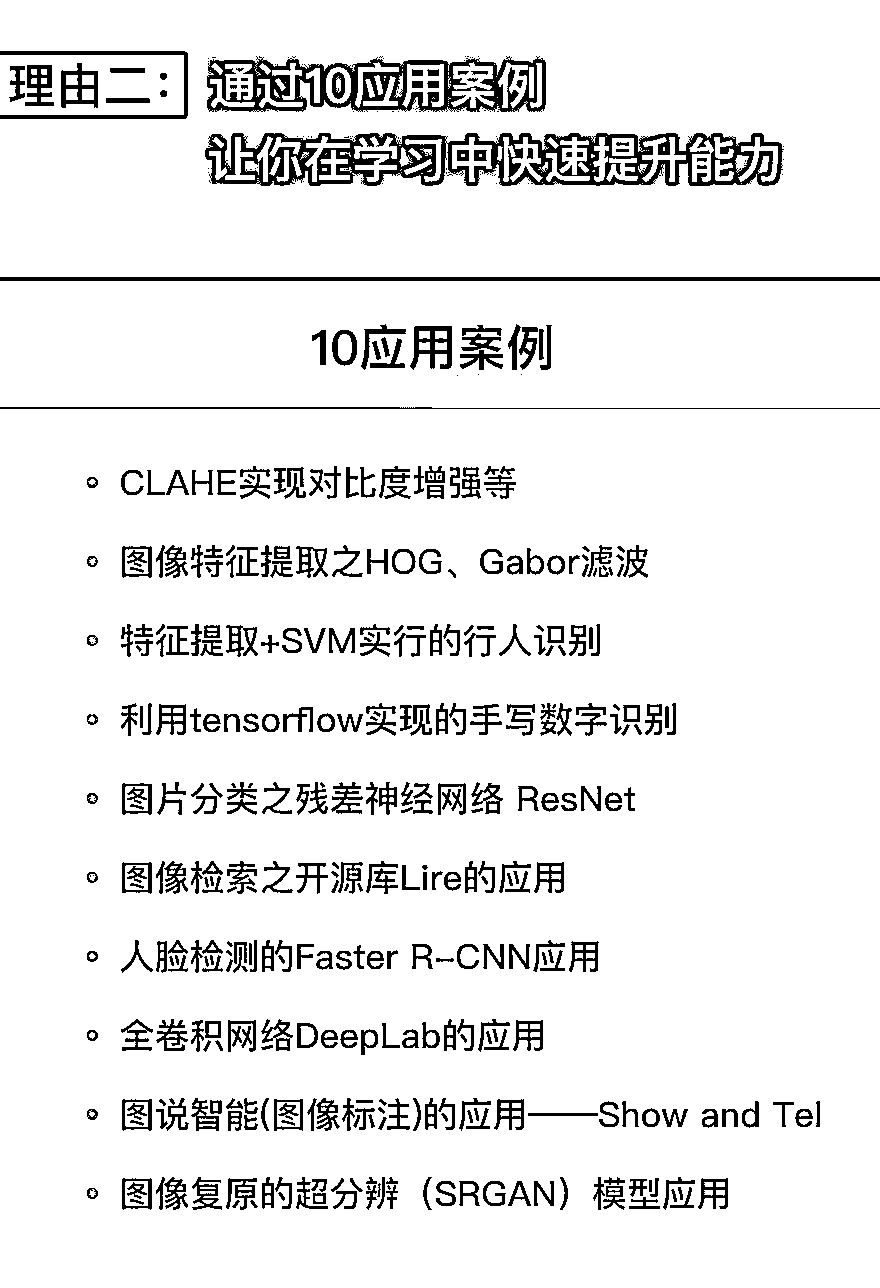 理由二：
通过10应用案例
让你在学习中快速提升能力
10应用案例
CLAHE实现对比度增强等
图像特征提取之HOG、Gabor滤波
特征提取+SVM实行的行人识别
利用tensorflow实现的手写数字识别
图片分类之残差神经网络 ResNet
图像检索之开源库Lire的应用
人脸检测的Faster R-CNN应用
全卷积网络DeepLab的应用
图说智能(图像标注)的应用——Show and Tel
图像复原的超分辨（SRGAN）模型应用